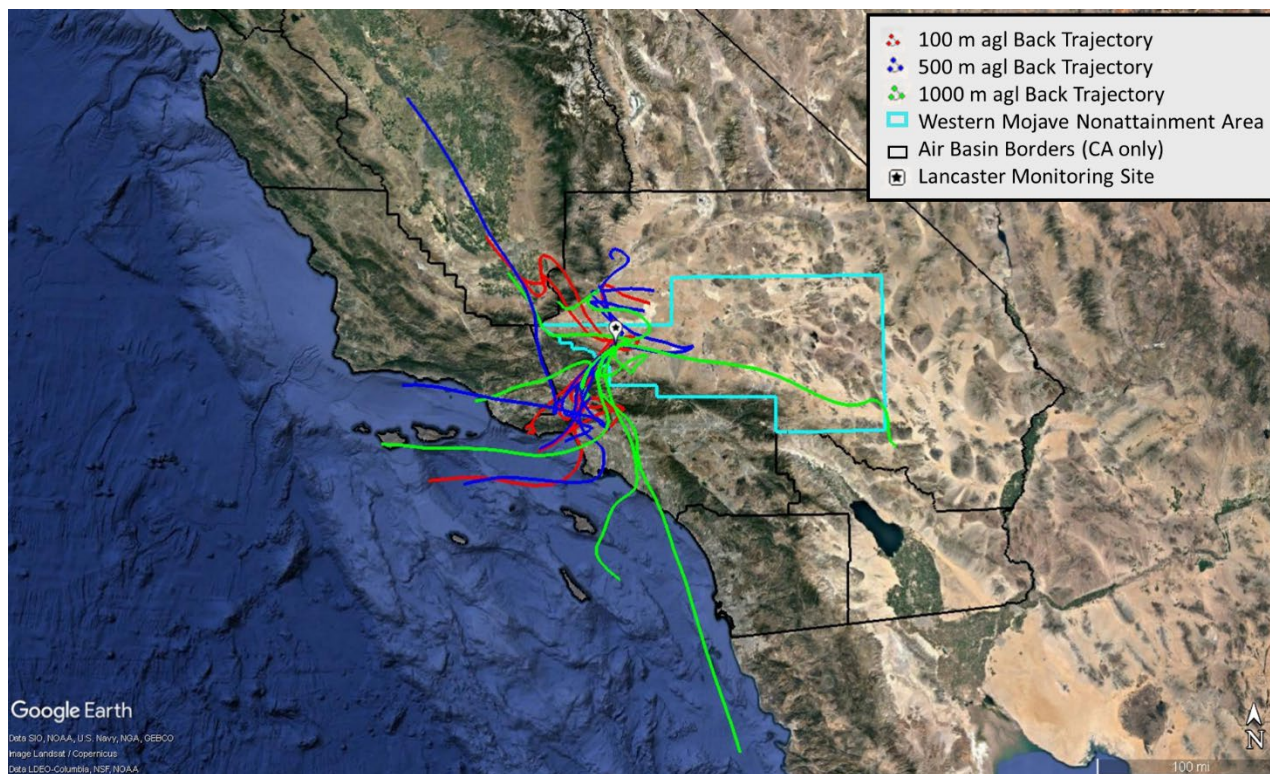 100 m agl Back Trajectory
500 m agl Back Trajectory
1000 m agl Back Trajectory
Western Mojave Nonattainment Area
Air Basin Borders (CA only)
Lancaster Monitoring Site
Google Earth
Data SIO, NOAA, U.S. Navy, NGA, GEBCO
Image Landsat / Copernicus
Data LDEO-Columbia, NSF, NOAA
N
100 mi